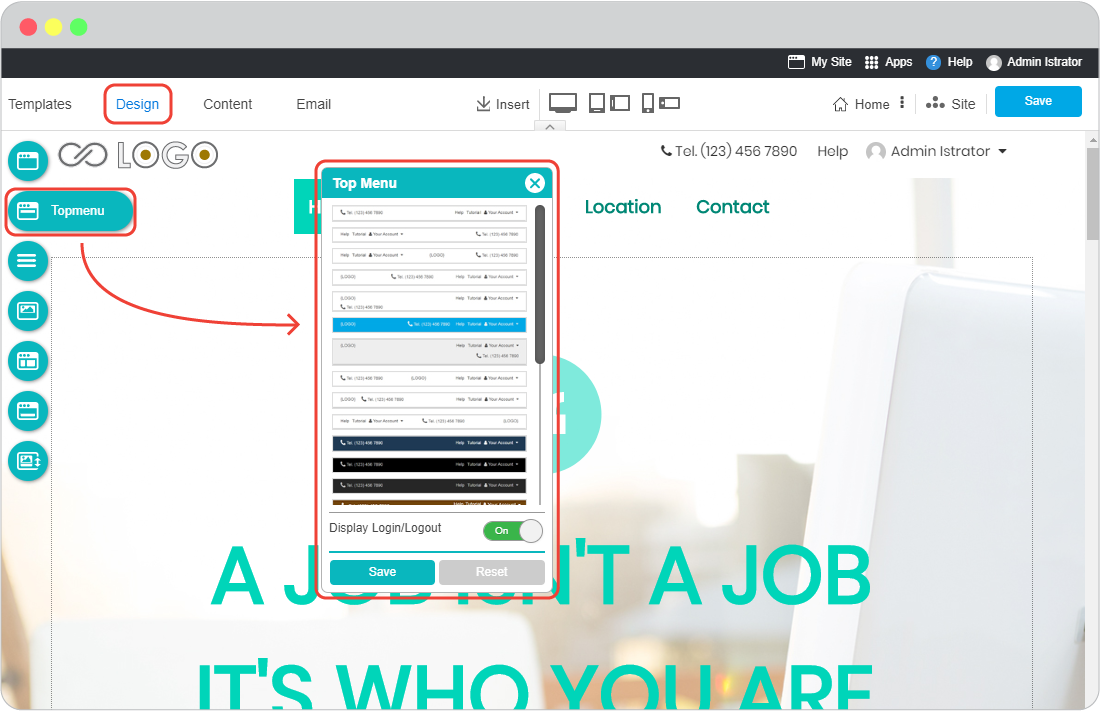 My Site Apps ? Help Admin Istrator
Templates Design Content Email Insert Home Site Save
LOGO Tel. (123) 456 7890 Help Admin Istrator
Topmenu
H
Location Contact
Top Menu
Tel. (123) 456 7890 Help Tutorial Your Account
Help Tutorial Your Account Tel. (123) 456 7890
Help Tutorial Your Account (LOGO) Tel. (123) 456 7890
(LOGO) Tel. (123) 456 7890 Help Tutorial Your Account
(LOGO) Help Tutorial Your Account
Tel. (123) 456 7890
(LOGO) Tel. (123) 456 7890 Help Tutorial Your Account
(LOGO) Help Tutorial Your Account
Tel. (123) 456 7890
Tel. (123) 456 7890 (LOGO) Help Tutorial Your Account
(LOGO) Tel. (123) 456 7890 Help Tutorial Your Account
Help Tutorial Your Account Tel. (123) 456 7890 (LOGO)
Tel. (123) 456 7890 Help Tutorial Your Account
Tel. (123) 456 7890 Help Tutorial Your Account
Tel. (123) 456 7890 Help Tutorial Your Account
Tel. (123) 456 7890 Help Tutorial Your Account
Display Login/Logout On
Save Reset
A JOB ISN'T A JOB
IT'S WHO YOU ARE